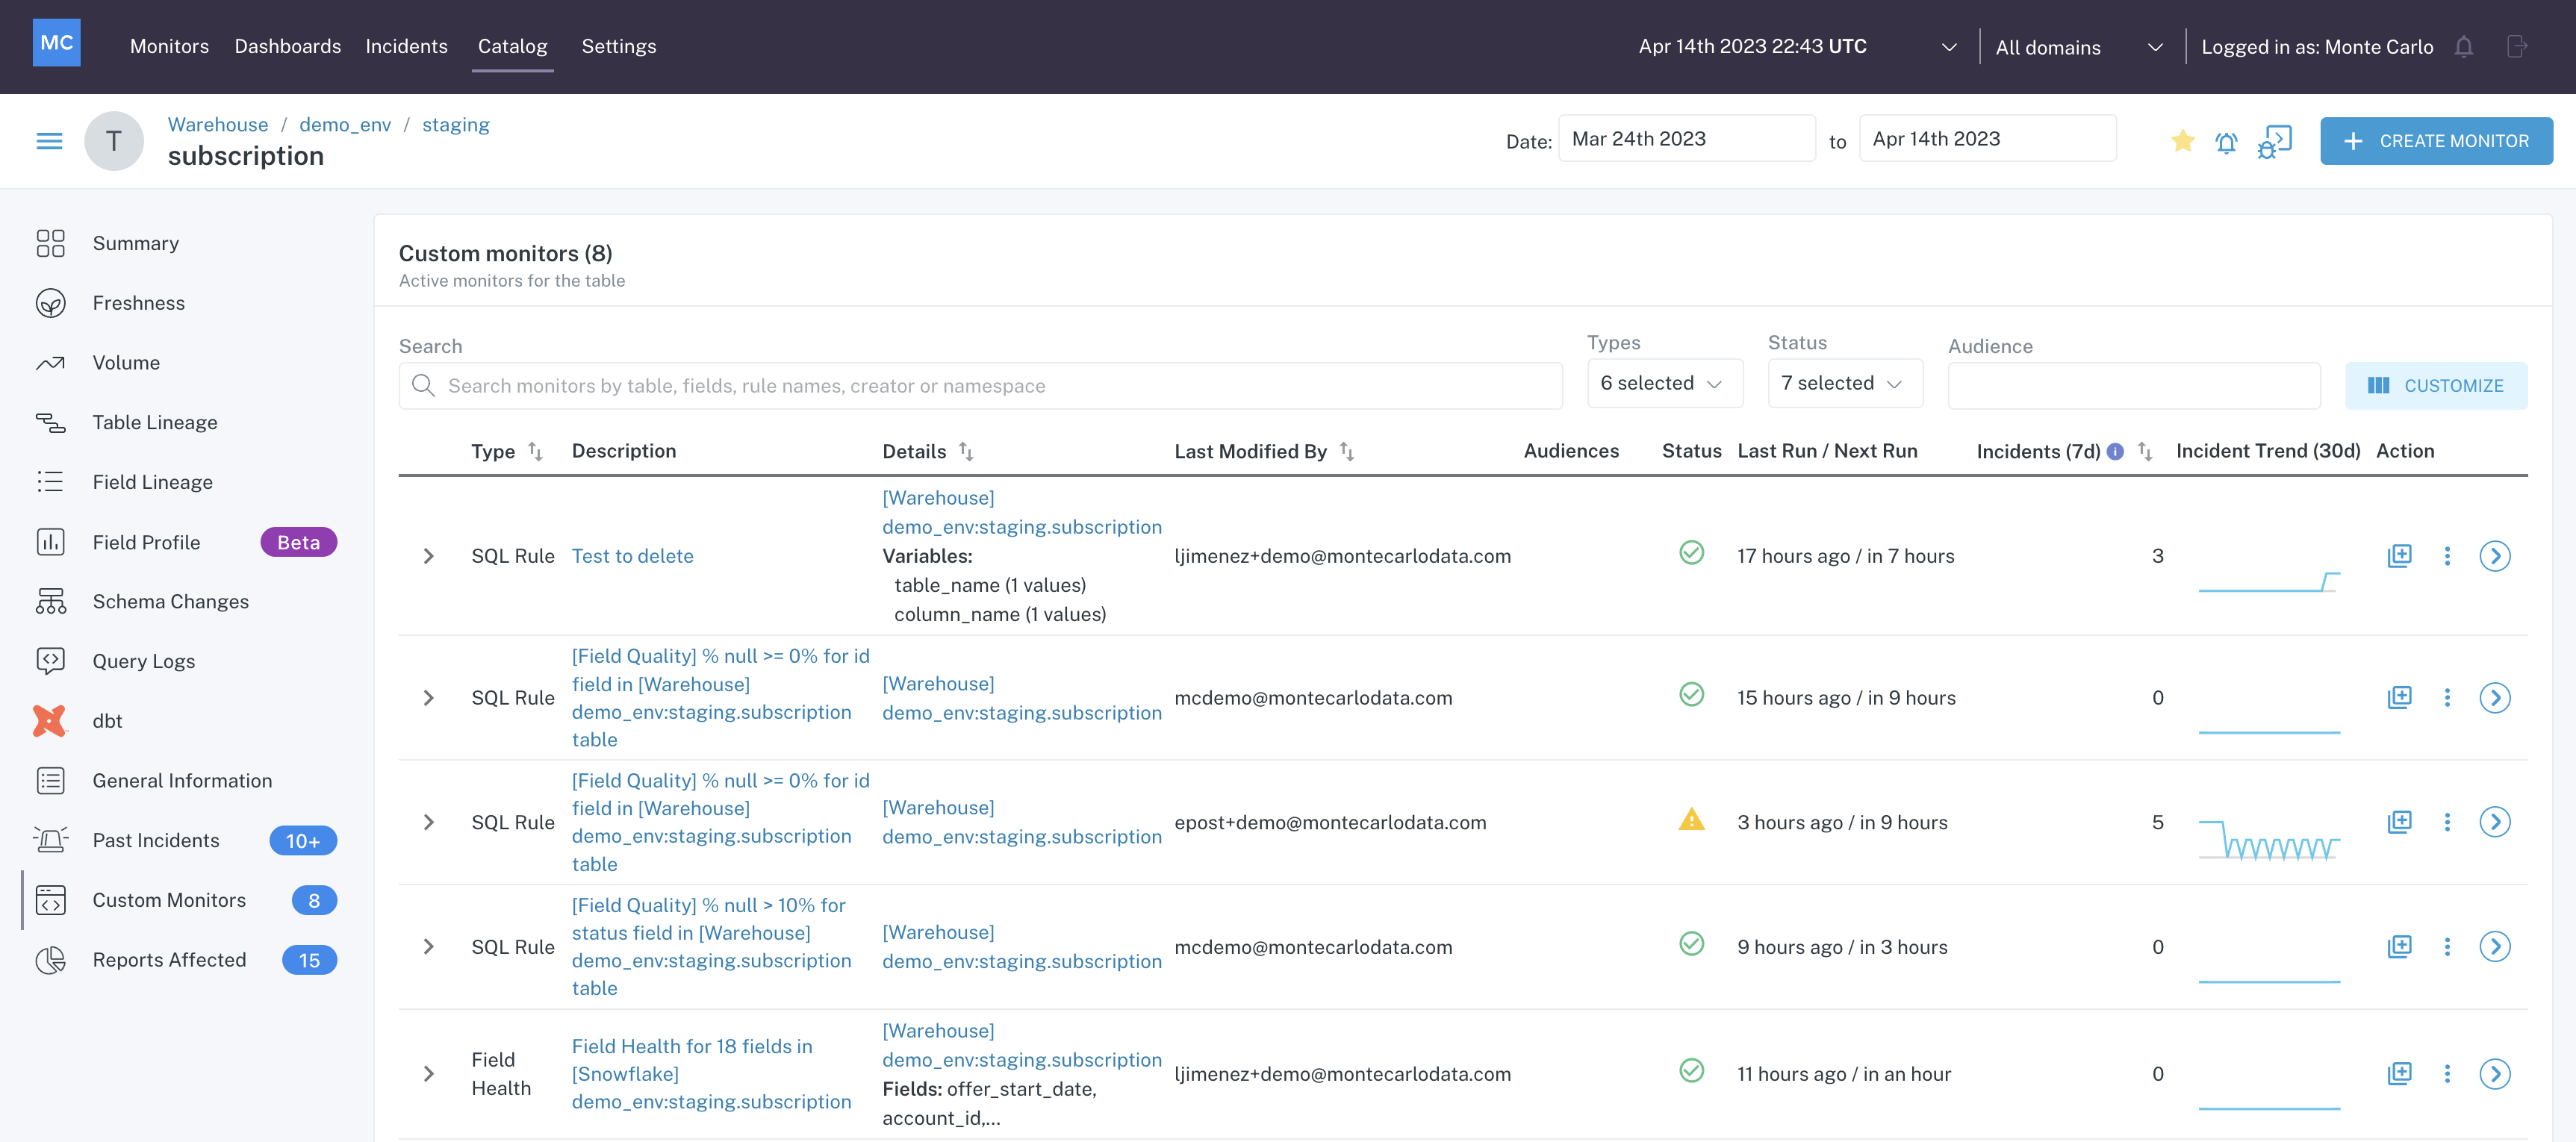 MC
Monitors Dashboards Incidents Catalog Settings
Apr 14th 2023 22:43 UTC
All domains
Logged in as: Monte Carlo
T
Warehouse / demo_env / staging
subscription
Date: Mar 24th 2023 to Apr 14th 2023
CREATE MONITOR
Summary
Freshness
Volume
Table Lineage
Field Lineage
Field Profile Beta
Schema Changes
Query Logs
dbt
General Information
Past Incidents 10+
Custom Monitors 8
Reports Affected 15
Custom monitors (8)
Active monitors for the table
Search
Search monitors by table, fields, rule names, creator or namespace
Types
6 selected
Status
7 selected
Audience
CUSTOMIZE
Type Description Details Last Modified By Audiences Status Last Run / Next Run Incidents (7d) i Incident Trend (30d) Action
SQL Rule
Test to delete
[Warehouse]
demo_env:staging.subscription
Variables:
table_name (1 values)
column_name (1 values)
ljimenez+demo@montecarlodata.com
17 hours ago / in 7 hours
3
SQL Rule
[Field Quality] % null >= 0% for id
field in [Warehouse]
demo_env:staging.subscription
table
[Warehouse]
demo_env:staging.subscription
mcdemo@montecarlodata.com
15 hours ago / in 9 hours
0
SQL Rule
[Field Quality] % null >= 0% for id
field in [Warehouse]
demo_env:staging.subscription
table
[Warehouse]
demo_env:staging.subscription
epost+demo@montecarlodata.com
3 hours ago / in 9 hours
5
SQL Rule
[Field Quality] % null > 10% for
status field in [Warehouse]
demo_env:staging.subscription
table
[Warehouse]
demo_env:staging.subscription
mcdemo@montecarlodata.com
9 hours ago / in 3 hours
0
Field
Health
Field Health for 18 fields in
[Snowflake]
demo_env:staging.subscription
[Warehouse]
demo_env:staging.subscription
Fields: offer_start_date,
account_id,...
ljimenez+demo@montecarlodata.com
11 hours ago / in an hour
0